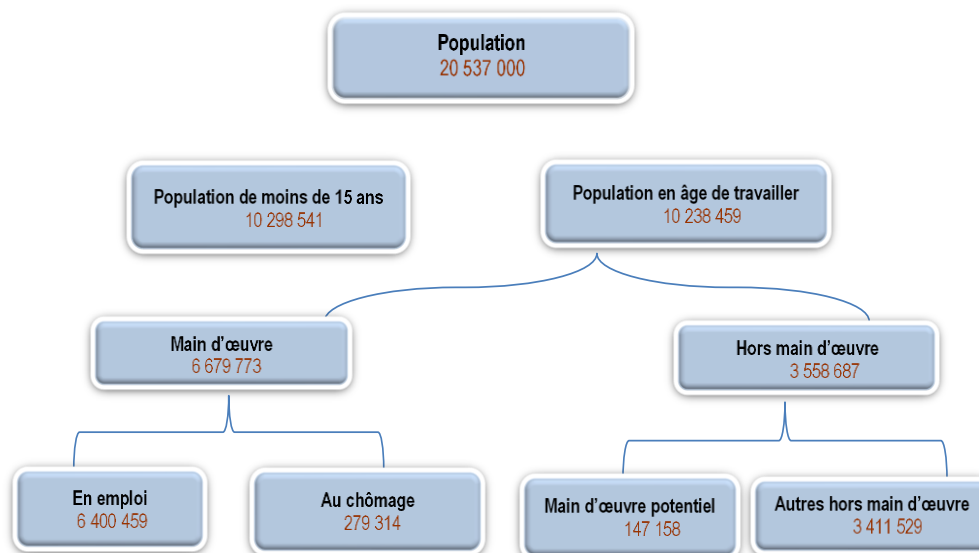 Population
20 537 000
Population de moins de 15 ans
10 298 541
Population en âge de travailler
10 238 459
Main d'œuvre
6 679 773
Hors main d'œuvre
3 558 687
En emploi
6 400 459
Au chômage
279 314
Main d'œuvre potentiel
147 158
Autres hors main d'œuvre
3 411 529